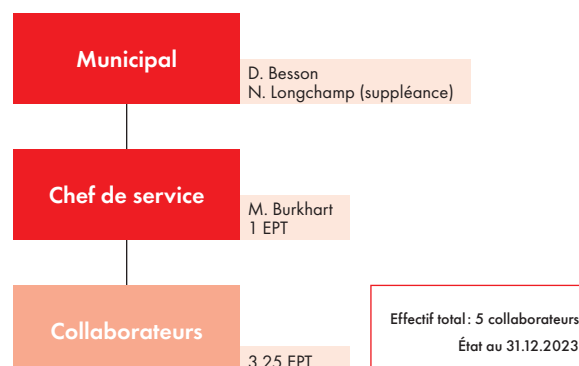 Municipal
D. Besson
N. Longchamp (suppléance)
Chef de service
M. Burkhart
1 EPT
Collaborateurs
3.25 EPT
Effectif total : 5 collaborateurs
État au 31.12.2023